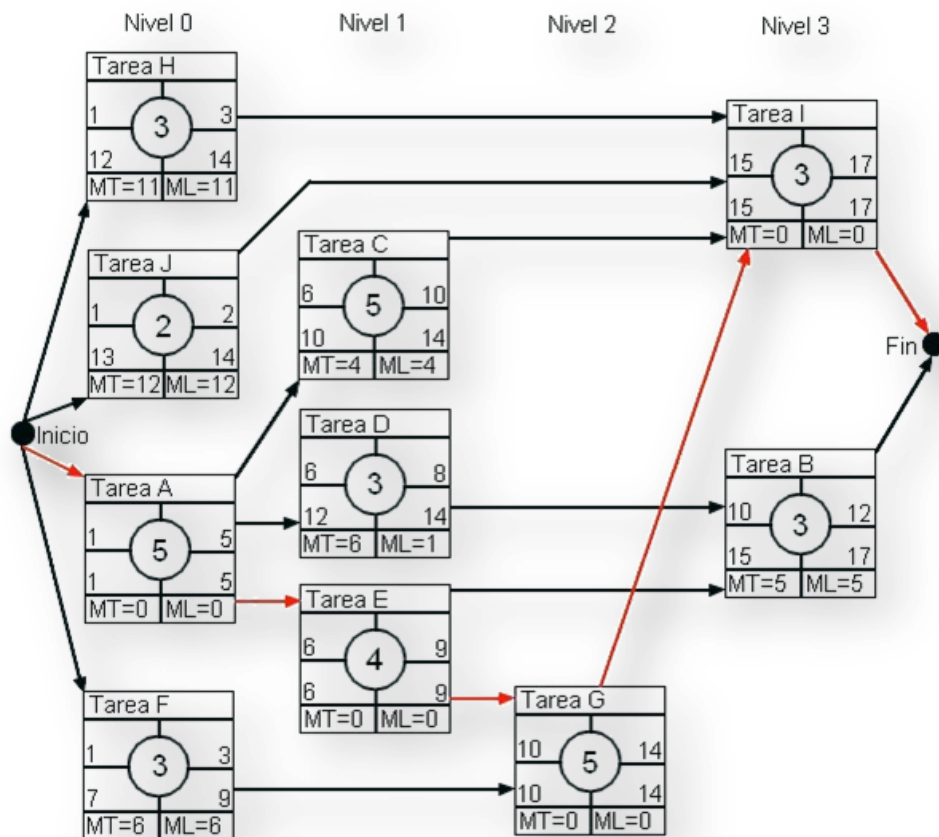 Nivel 0 Nivel 1 Nivel 2 Nivel 3
Tarea H
1 3 3
12 14
MT=11 ML=11
Tarea J
1 2 2
13 14
MT=12 ML=12
Inicio
Tarea A
1 5 5
1 5
MT=0 ML=0
Tarea F
1 3 3
7 9
MT=6 ML=6
Tarea C
6 5 10
10 14
MT=4 ML=4
Tarea D
6 3 8
12 14
MT=6 ML=1
Tarea E
6 4 9
6 9
MT=0 ML=0
Tarea G
10 5 14
10 14
MT=0 ML=0
Tarea I
15 3 17
15 17
MT=0 ML=0
Fin
Tarea B
10 3 12
15 17
MT=5 ML=5